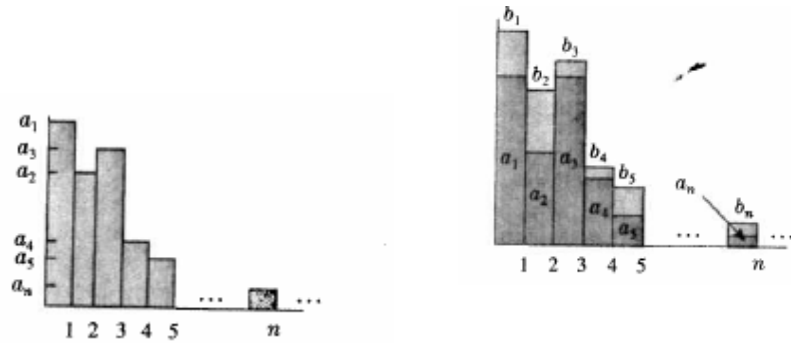 a₁
a₃
a₂
a₄
a₅
aₙ
... ...
1 2 3 4 5 n
b₁
b₂ b₃
b₄
b₅
a₁ a₂ a₃ a₄ a₅
aₙ
bₙ
... ...
1 2 3 4 5 n